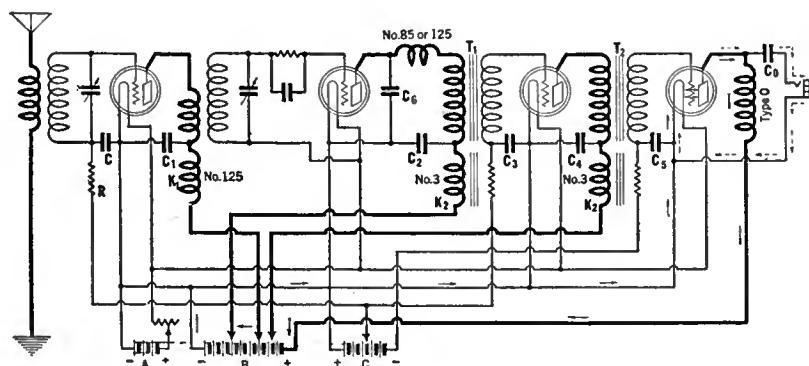 No.85 or 125
T1
T2
C0
C6
Type O
C
C1
C2
C3
C4
C5
K1
No.125
R
No.3
K2
No.3
K2
- A +
- B +
+ C -